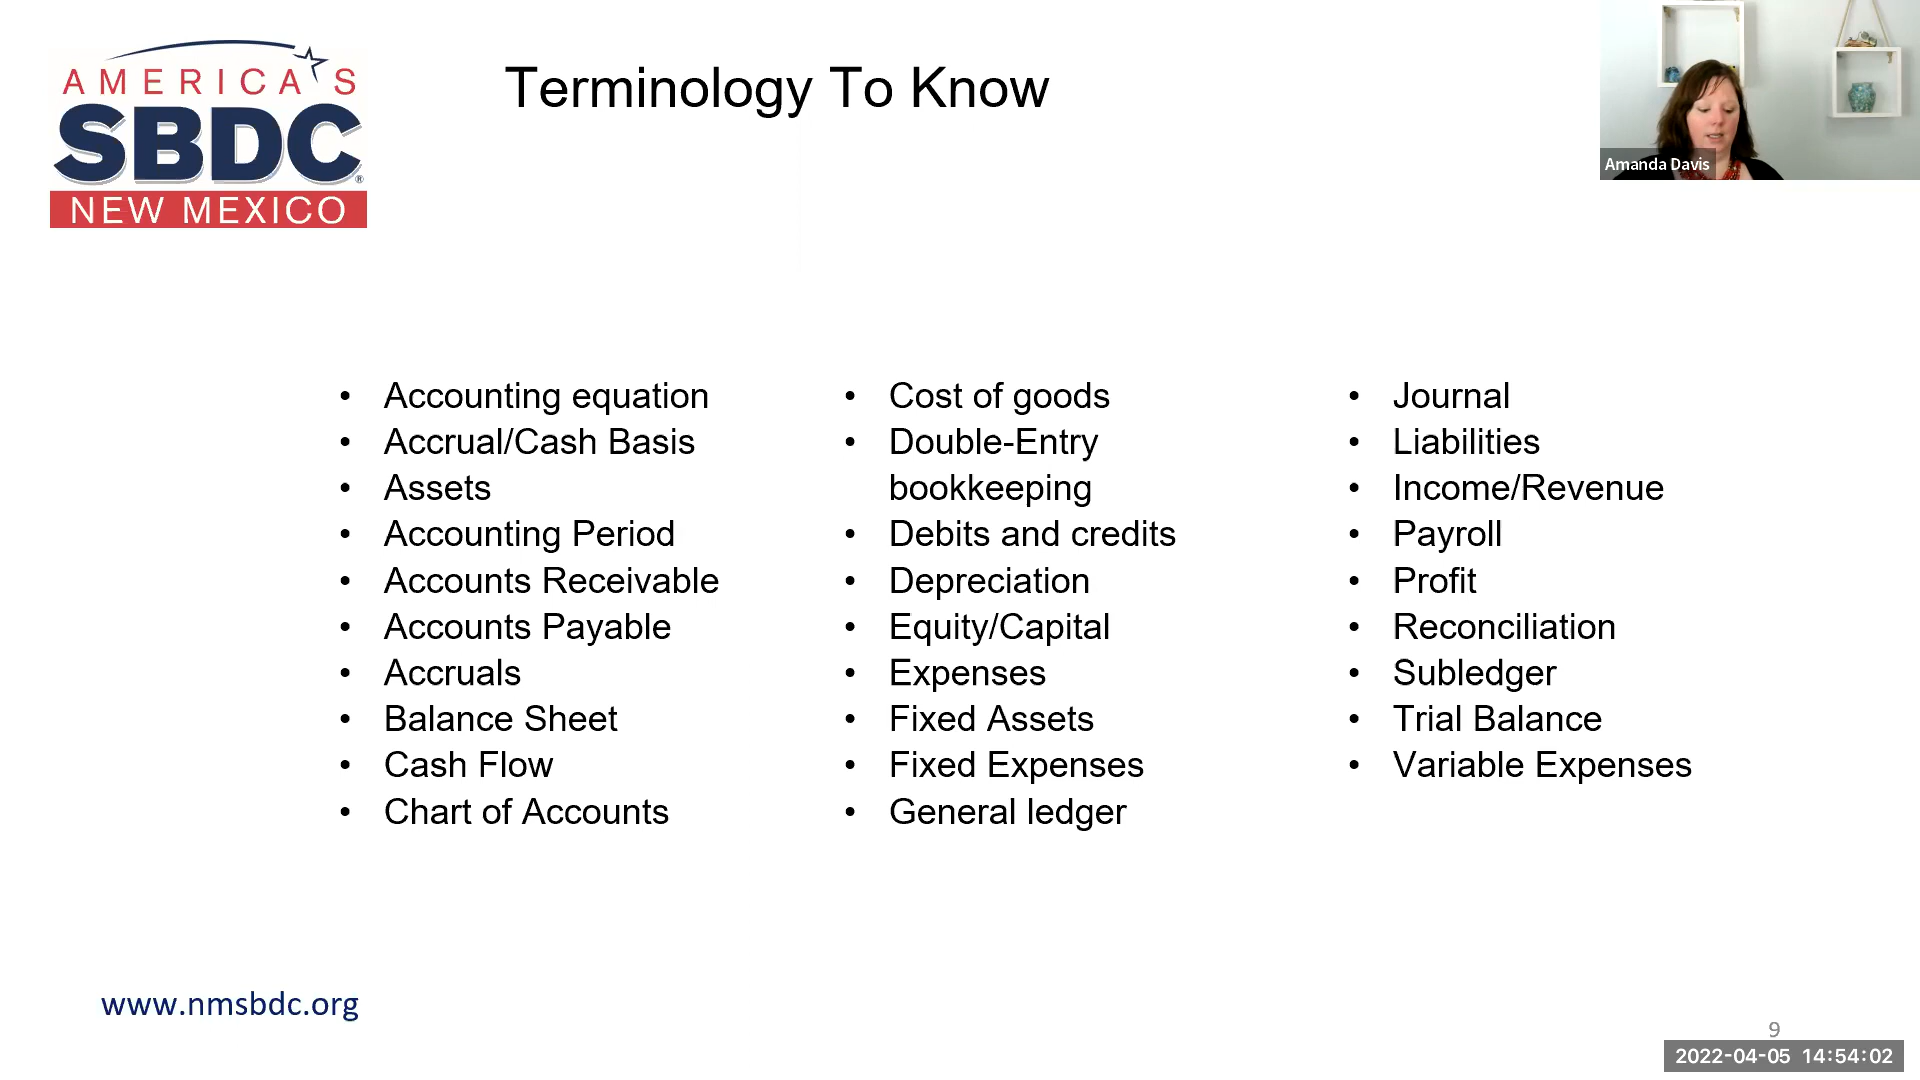 AMERICA'S
SBDC®
NEW MEXICO
Terminology To Know
Amanda Davis
• Accounting equation
• Accrual/Cash Basis
• Assets
• Accounting Period
• Accounts Receivable
• Accounts Payable
• Accruals
• Balance Sheet
• Cash Flow
• Chart of Accounts
• Cost of goods
• Double-Entry
bookkeeping
• Debits and credits
• Depreciation
• Equity/Capital
• Expenses
• Fixed Assets
• Fixed Expenses
• General ledger
• Journal
• Liabilities
• Income/Revenue
• Payroll
• Profit
• Reconciliation
• Subledger
• Trial Balance
• Variable Expenses
www.nmsbdc.org
9
2022-04-05 14:54:02